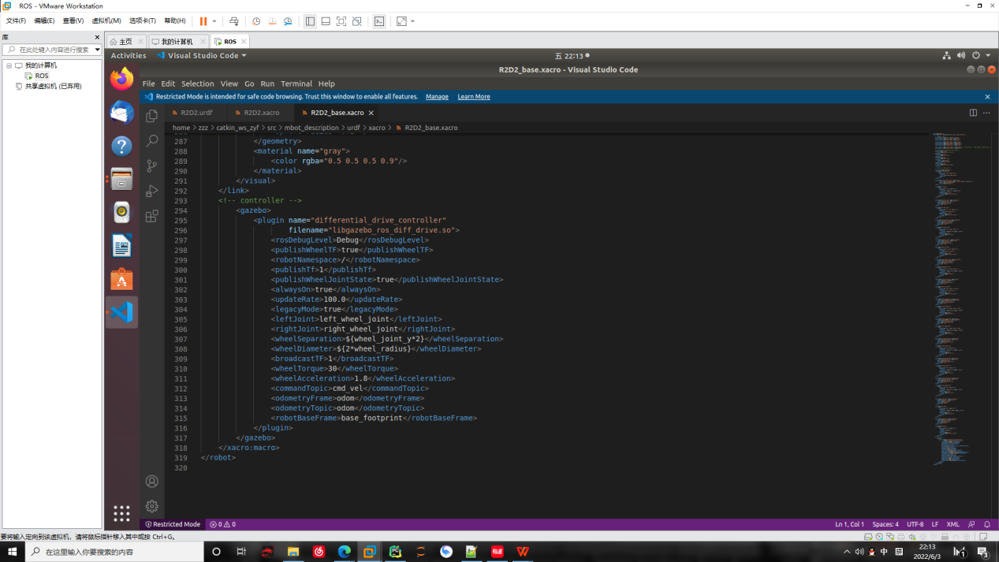 ROS - VMware Workstation
文件(F) 编辑(E) 查看(V) 虚拟机(M) 选项卡(T) 帮助(H)
库
在此处键入内容进行搜索
我的计算机
ROS
共享虚拟机 (已弃用)
主页 我的计算机 ROS
Activities Visual Studio Code 五 22:13
R2D2_base.xacro - Visual Studio Code
File Edit Selection View Go Run Terminal Help
Restricted Mode is intended for safe code browsing. Trust this window to enable all features. Manage Learn More
R2D2.urdf R2D2.xacro R2D2_base.xacro
home > zzz > catkin_ws_zyf > src > mbot_description > urdf > xacro > R2D2_base.xacro
287 </geometry>
288 <material name="gray">
289 <color rgba="0.5 0.5 0.5 0.9"/>
290 </material>
291 </visual>
292 </link>
293 <!-- controller -->
294 <gazebo>
295 <plugin name="differential_drive_controller"
296 filename="libgazebo_ros_diff_drive.so">
297 <rosDebugLevel>Debug</rosDebugLevel>
298 <publishWheelTF>true</publishWheelTF>
299 <robotNamespace>/</robotNamespace>
300 <publishTf>1</publishTf>
301 <publishWheelJointState>true</publishWheelJointState>
302 <alwaysOn>true</alwaysOn>
303 <updateRate>100.0</updateRate>
304 <legacyMode>true</legacyMode>
305 <leftJoint>left_wheel_joint</leftJoint>
306 <rightJoint>right_wheel_joint</rightJoint>
307 <wheelSeparation>${wheel_joint_y*2}</wheelSeparation>
308 <wheelDiameter>${2*wheel_radius}</wheelDiameter>
309 <broadcastTF>1</broadcastTF>
310 <wheelTorque>30</wheelTorque>
311 <wheelAcceleration>1.8</wheelAcceleration>
312 <commandTopic>cmd_vel</commandTopic>
313 <odometryFrame>odom</odometryFrame>
314 <odometryTopic>odom</odometryTopic>
315 <robotBaseFrame>base_footprint</robotBaseFrame>
316 </plugin>
317 </gazebo>
318 </xacro:macro>
319 </robot>
320
Restricted Mode 0 0 Ln 1, Col 1 Spaces: 4 UTF-8 LF XML
要将输入定向到该虚拟机，请将鼠标指针移入其中或按 Ctrl+G。
在这里输入你要搜索的内容
中
22:13
2022/6/3